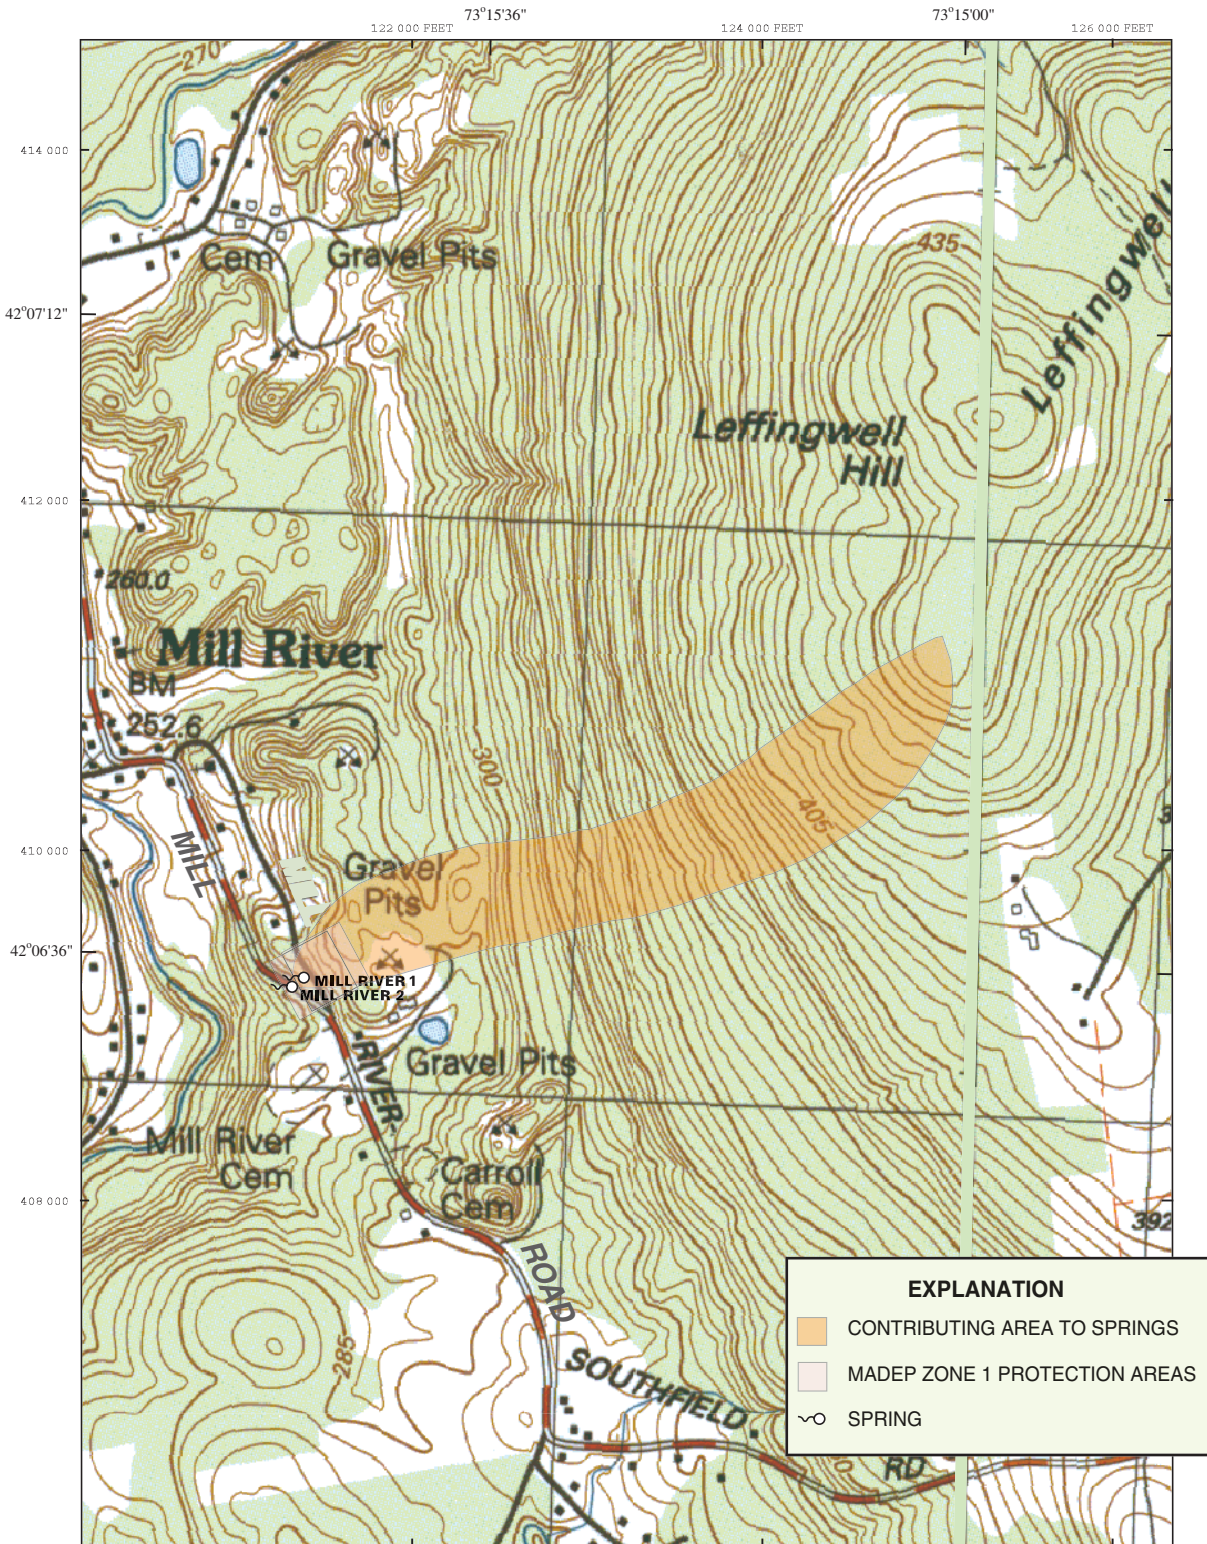 73°15'36"
73°15'00"
122 000 FEET
124 000 FEET
126 000 FEET
270
414 000
Cem
Gravel Pits
435
Leffingwell
42°07'12"
Leffingwell
Hill
412 000
260.0
Mill River
BM
252.6
300
405
3
MILL
410 000
Gravel
Pits
42°06'36"
MILL RIVER 1
MILL RIVER 2
RIVER
Gravel Pits
Mill River
Cem
Carroll
Cem
408 000
392
ROAD
285
SOUTHFIELD
RD
0
EXPLANATION
CONTRIBUTING AREA TO SPRINGS
MADEP ZONE 1 PROTECTION AREAS
SPRING